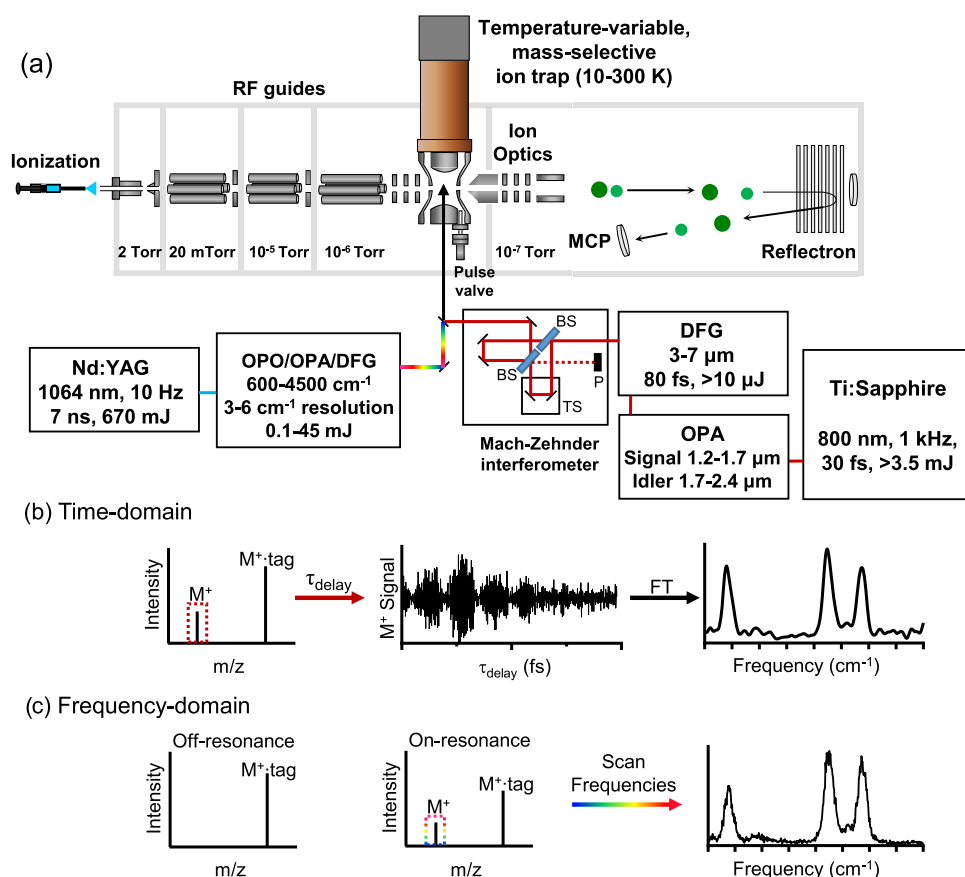 (a)
Temperature-variable,
mass-selective
ion trap (10-300 K)
RF guides
Ionization
Ion
Optics
2 Torr
20 mTorr
10⁻⁵ Torr
10⁻⁶ Torr
10⁻⁷ Torr
Pulse
valve
MCP
Reflectron
Nd:YAG
1064 nm, 10 Hz
7 ns, 670 mJ
OPO/OPA/DFG
600-4500 cm⁻¹
3-6 cm⁻¹ resolution
0.1-45 mJ
BS
BS
P
TS
Mach-Zehnder
interferometer
DFG
3-7 µm
80 fs, >10 µJ
OPA
Signal 1.2-1.7 µm
Idler 1.7-2.4 µm
Ti:Sapphire
800 nm, 1 kHz,
30 fs, >3.5 mJ
(b) Time-domain
Intensity
M⁺
M⁺·tag
m/z
τdelay
M⁺ Signal
τdelay (fs)
FT
Frequency (cm⁻¹)
(c) Frequency-domain
Off-resonance
Intensity
M⁺·tag
m/z
On-resonance
Intensity
M⁺
M⁺·tag
m/z
Scan
Frequencies
Frequency (cm⁻¹)